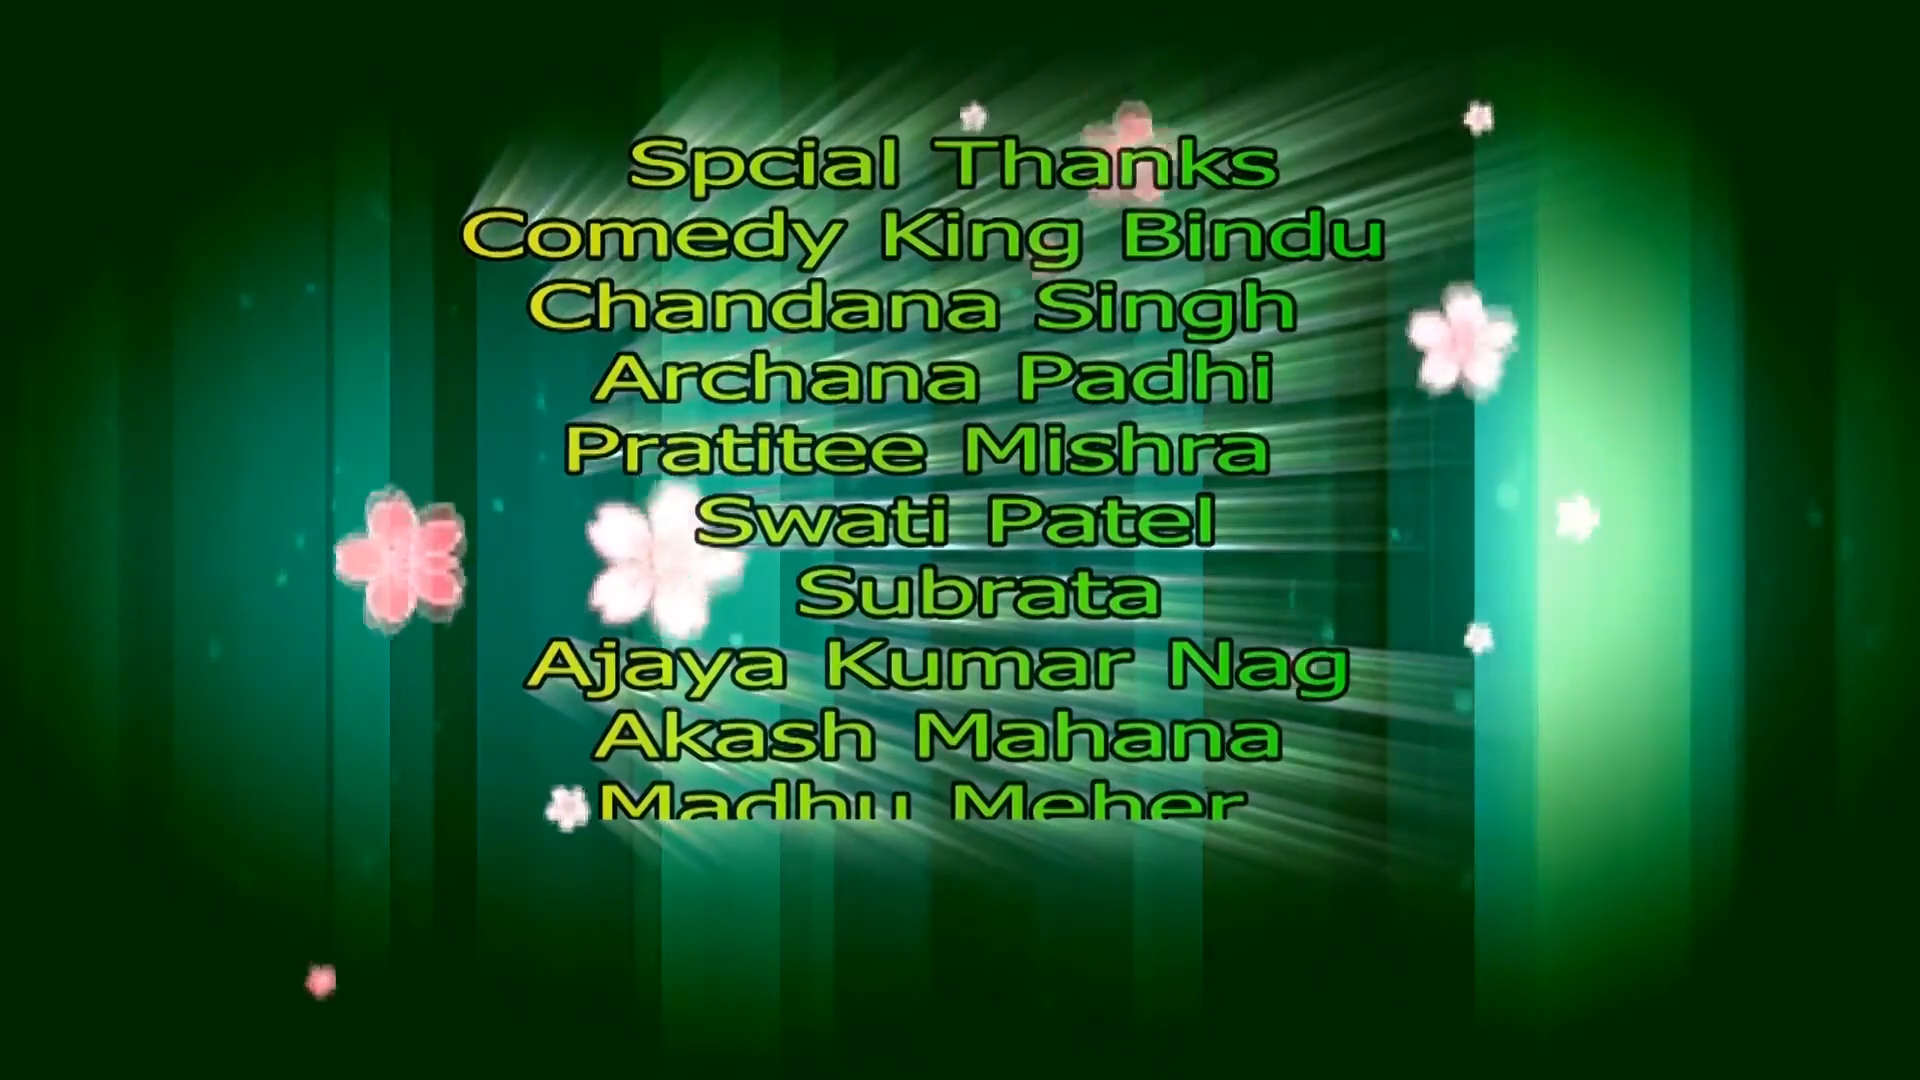 Spcial Thanks
Comedy King Bindu
Chandana Singh
Archana Padhi
Pratitee Mishra
Swati Patel
Subrata
Ajaya Kumar Nag
Akash Mahana
Madhu Meher